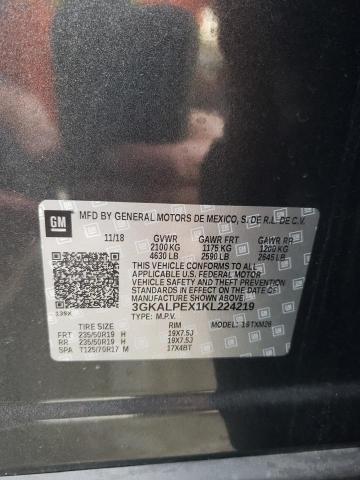 GM
MFD BY GENERAL MOTORS DE MEXICO, S. DE R.L. DE C.V.
11/18 GVWR GAWR FRT GAWR RR
2100 KG 1175 KG 1200 KG
4630 LB 2590 LB 2645 LB
THIS VEHICLE CONFORMS TO ALL APPLICABLE
U.S. FEDERAL MOTOR VEHICLE SAFETY, BUMPER,
AND THEFT PREVENTION STANDARDS IN EFFECT ON
THE DATE OF MANUFACTURE SHOWN ABOVE.
3GKALPEX1KL224219
TYPE: M.P.V. MODEL: 19TXM26
TIRE SIZE RIM
FRT 235/50R19 H 19X7.5J
RR 235/50R19 H 19X7.5J
SPA T125/70R17 M 17X4BT